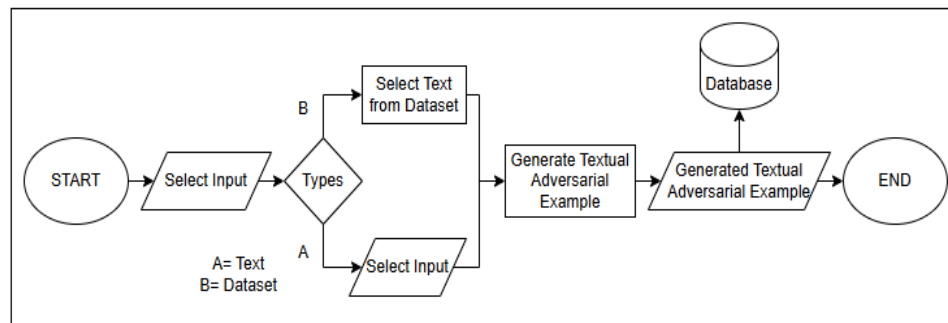 START
Select Input
Types
B
Select Text
from Dataset
A
Select Input
A= Text
B= Dataset
Generate Textual
Adversarial
Example
Database
Generated Textual
Adversarial Example
END